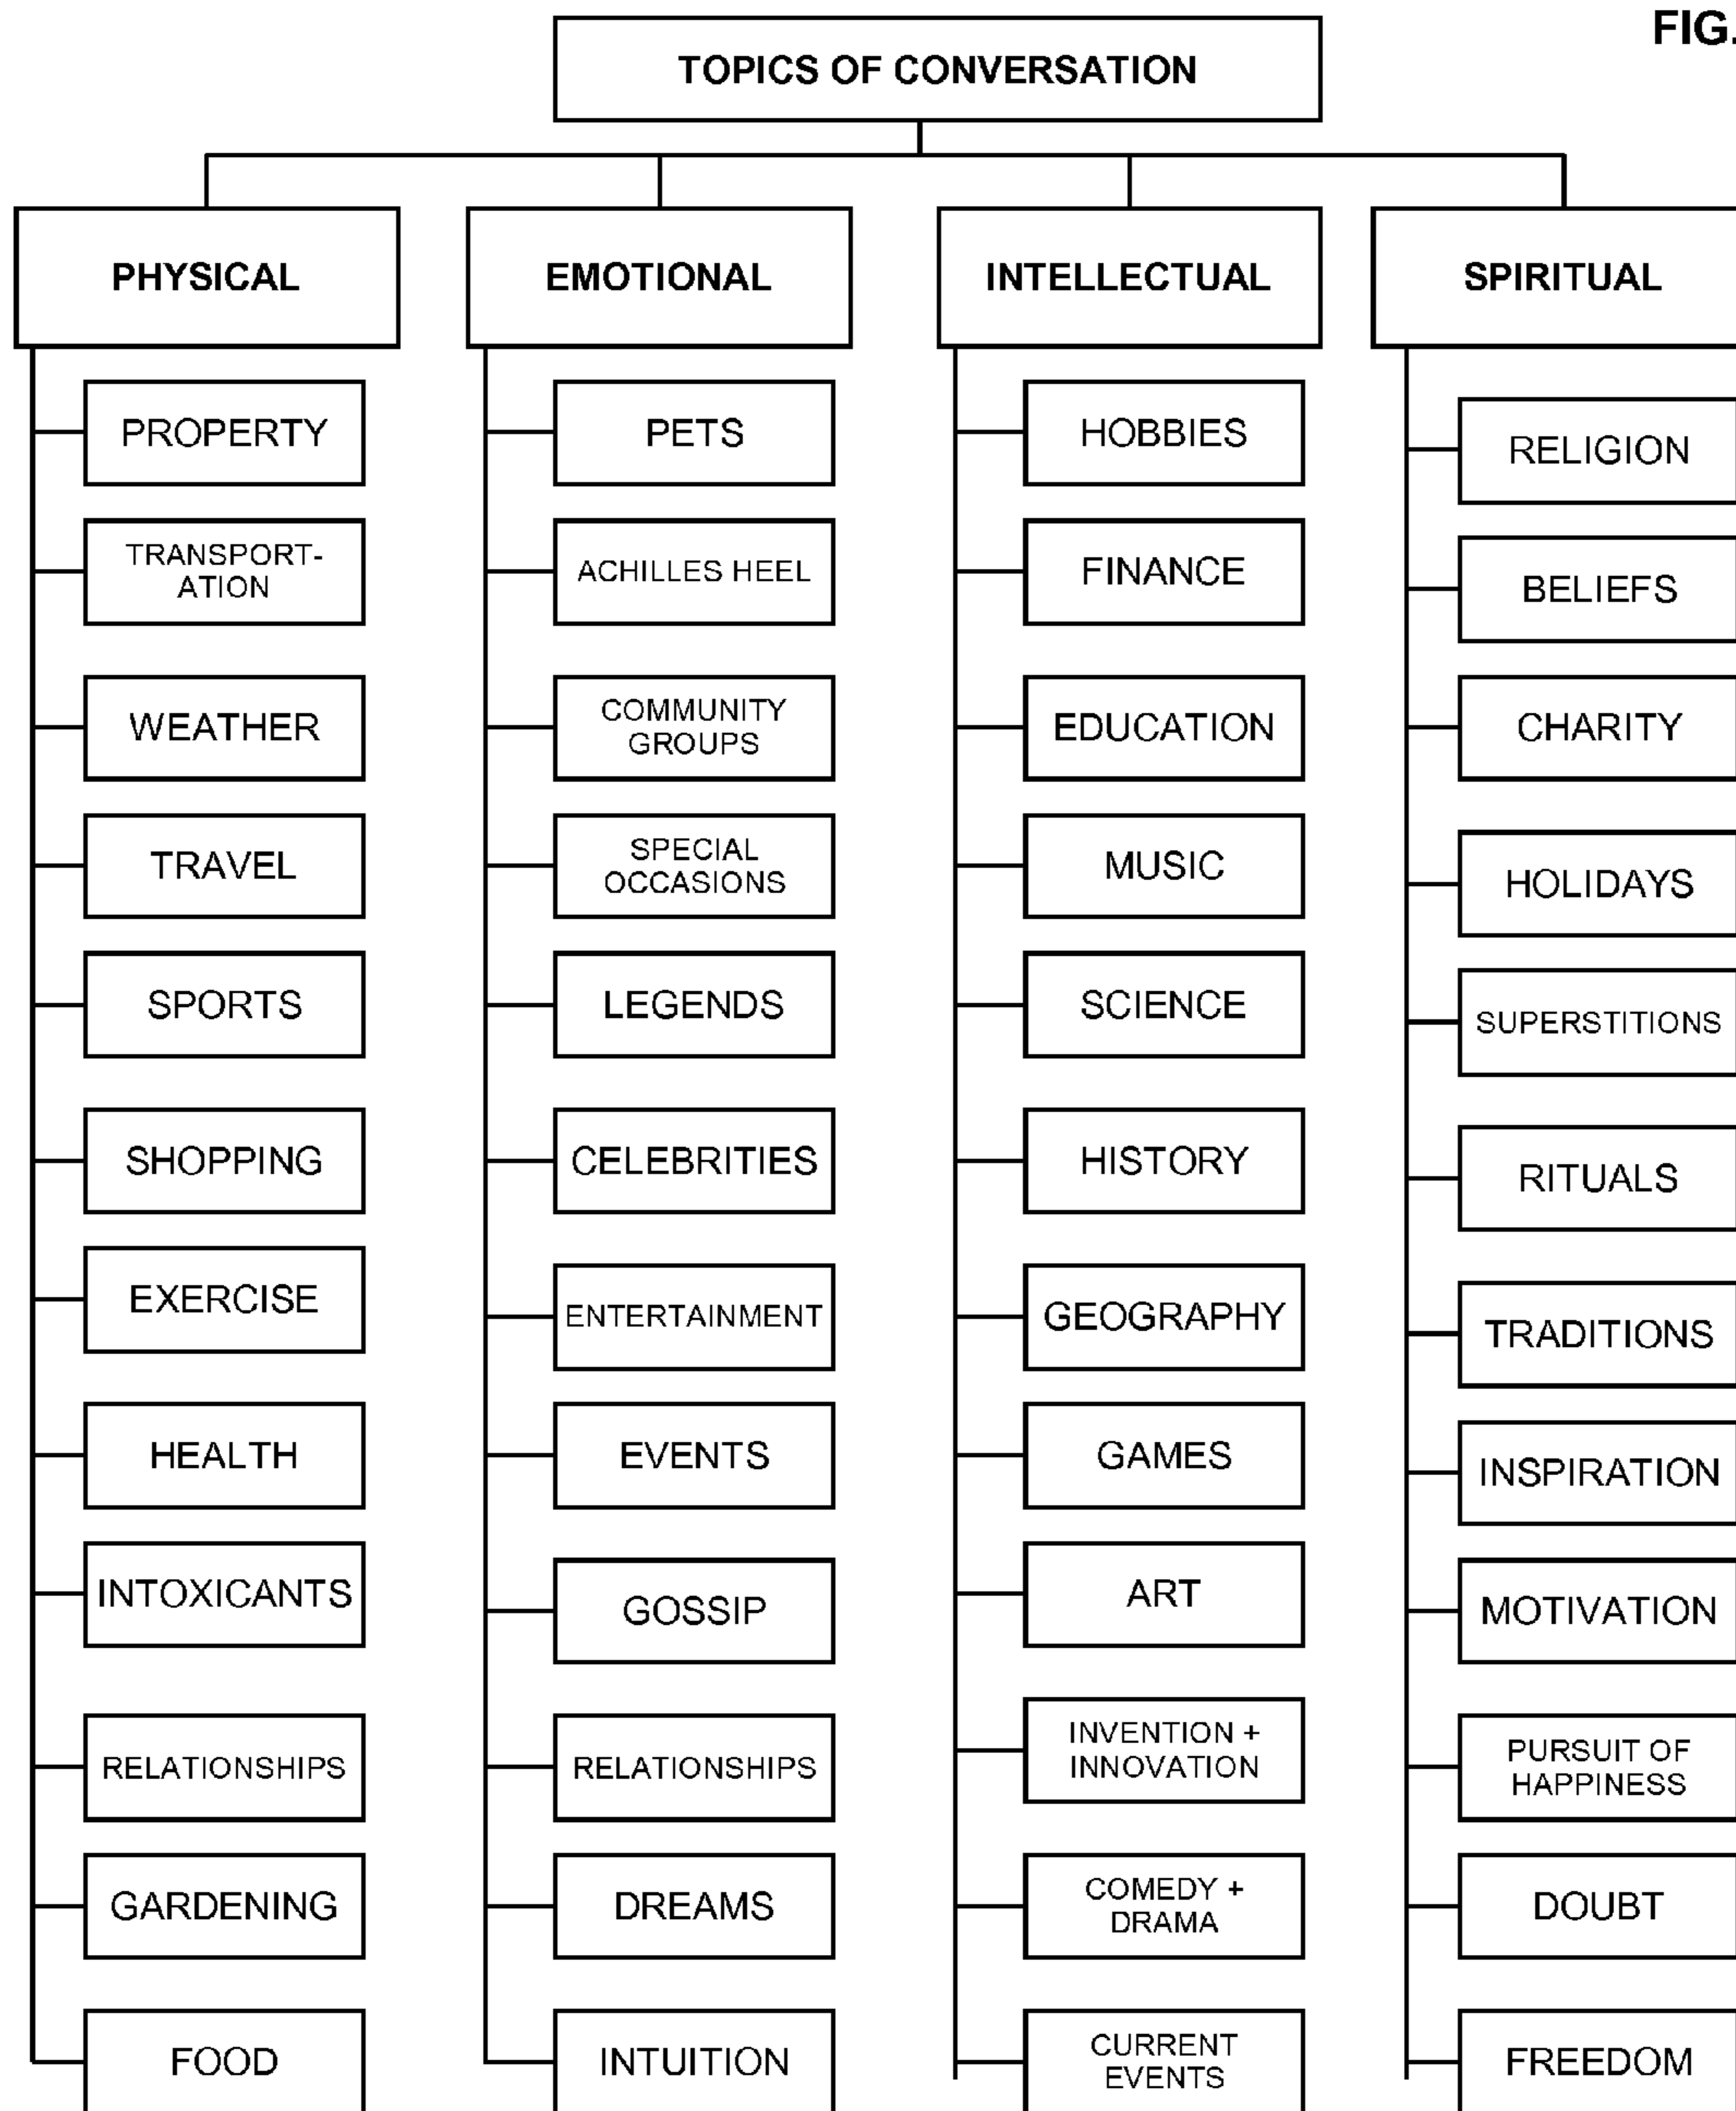 FIG.
TOPICS OF CONVERSATION
PHYSICAL
EMOTIONAL
INTELLECTUAL
SPIRITUAL
PROPERTY
TRANSPORT-
ATION
WEATHER
TRAVEL
SPORTS
SHOPPING
EXERCISE
HEALTH
INTOXICANTS
RELATIONSHIPS
GARDENING
FOOD
PETS
ACHILLES HEEL
COMMUNITY
GROUPS
SPECIAL
OCCASIONS
LEGENDS
CELEBRITIES
ENTERTAINMENT
EVENTS
GOSSIP
RELATIONSHIPS
DREAMS
INTUITION
HOBBIES
FINANCE
EDUCATION
MUSIC
SCIENCE
HISTORY
GEOGRAPHY
GAMES
ART
INVENTION +
INNOVATION
COMEDY +
DRAMA
CURRENT
EVENTS
RELIGION
BELIEFS
CHARITY
HOLIDAYS
SUPERSTITIONS
RITUALS
TRADITIONS
INSPIRATION
MOTIVATION
PURSUIT OF
HAPPINESS
DOUBT
FREEDOM